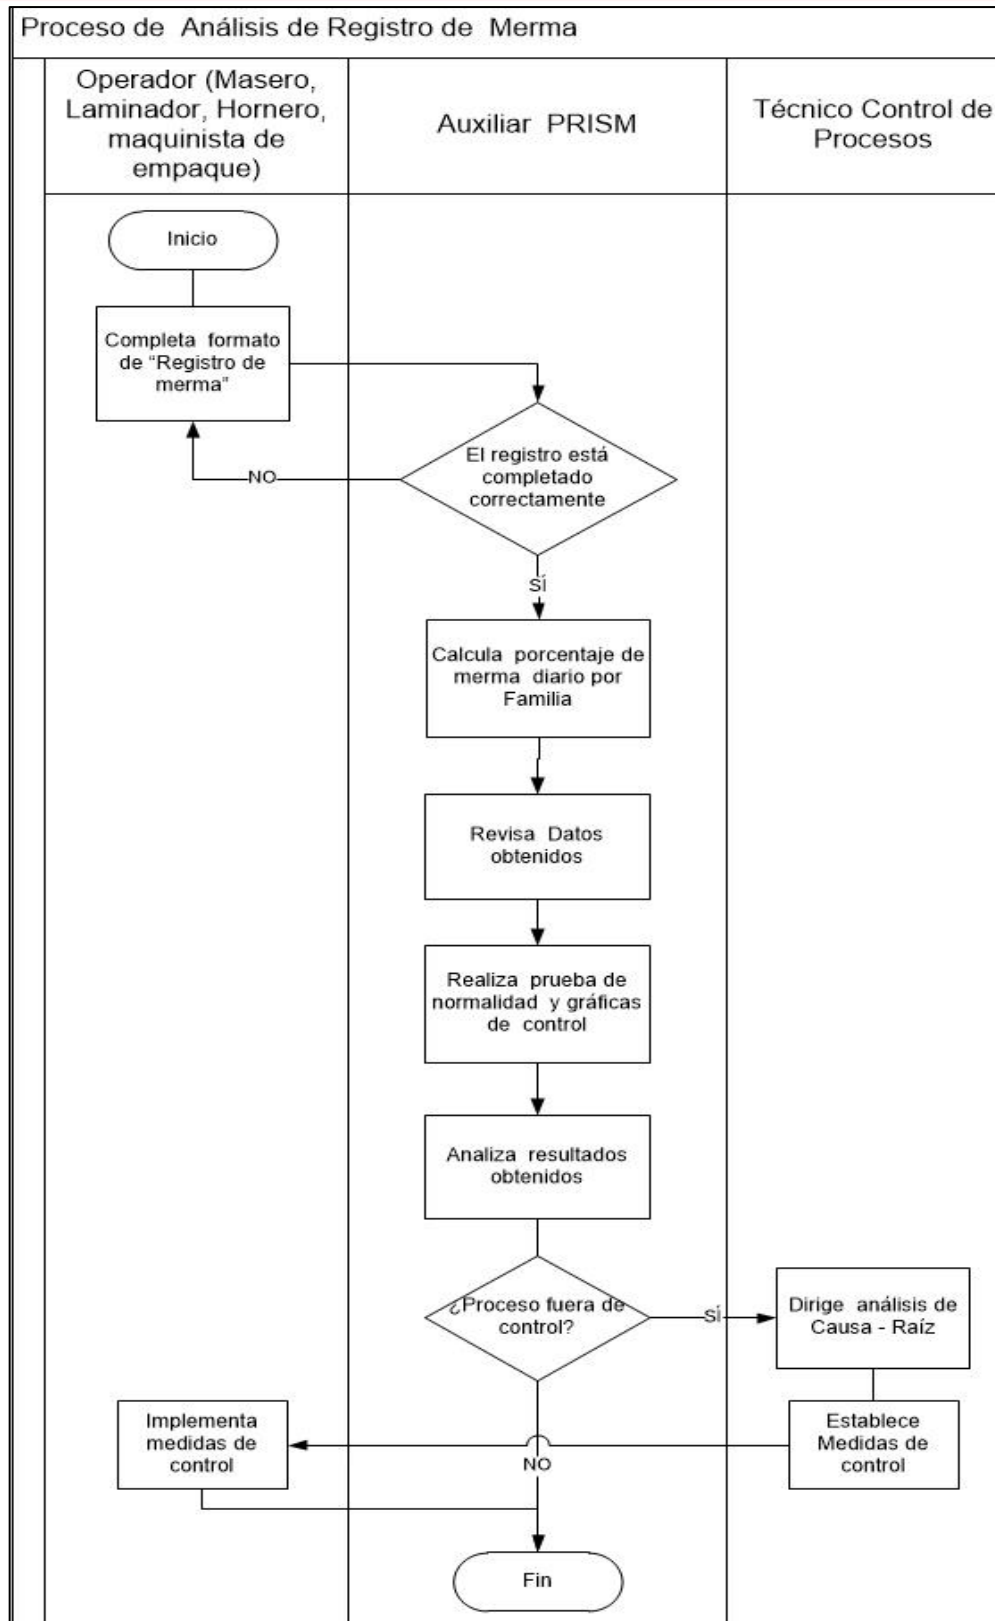 Proceso de Análisis de Registro de Merma
Operador (Masero,
Laminador, Hornero,
maquinista de
empaque)
Auxiliar PRISM
Técnico Control de
Procesos
Inicio
Completa formato
de “Registro de
merma”
El registro está
completado
correctamente
NO
SÍ
Calcula porcentaje de
merma diario por
Familia
Revisa Datos
obtenidos
Realiza prueba de
normalidad y gráficas
de control
Analiza resultados
obtenidos
¿Proceso fuera de
control?
SÍ
Dirige análisis de
Causa - Raíz
Implementa
medidas de
control
Establece
Medidas de
control
NO
Fin